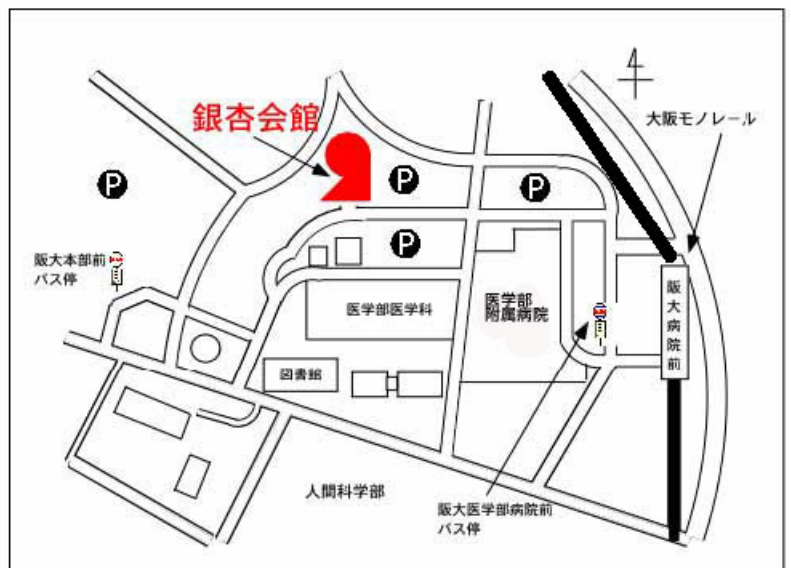 銀杏会館
大阪モノレール
P
P
P
P
阪大本部前
バス停
医学部医学科
医学部
附属病院
阪大病院前
図書館
人間科学部
阪大医学部病院前
バス停